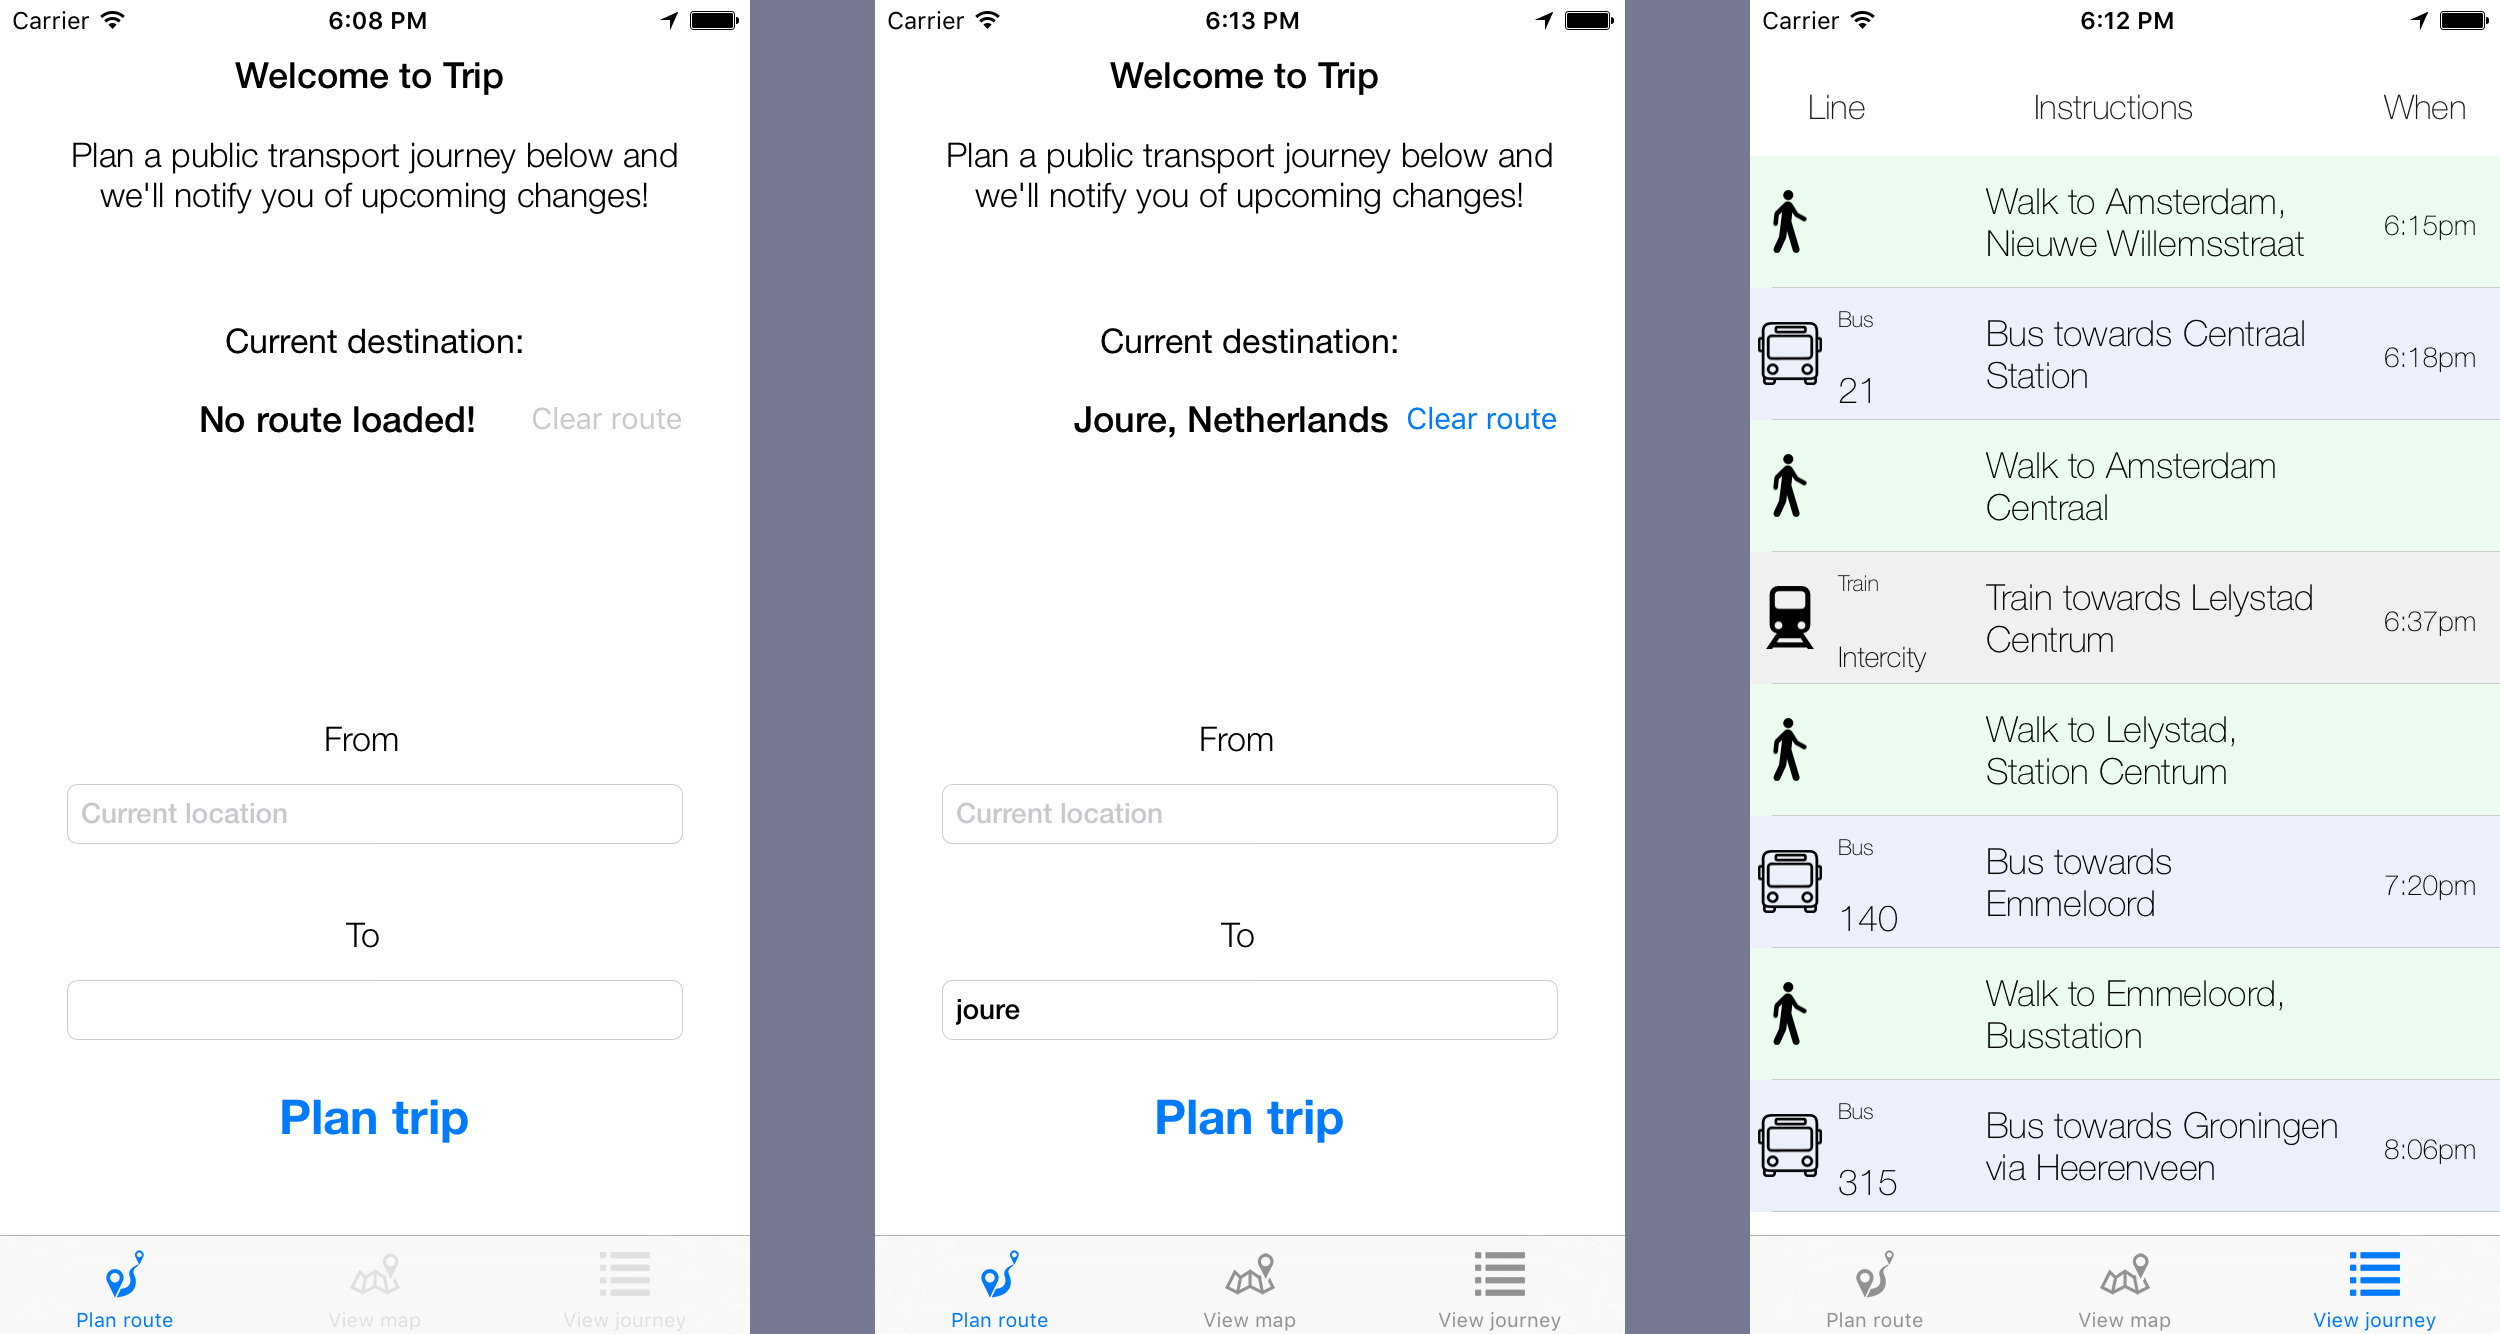 Carrier
6:08 PM
Welcome to Trip
Plan a public transport journey below and
we'll notify you of upcoming changes!
Current destination:
No route loaded!
Clear route
From
Current location
To
Plan trip
Plan route
View map
View journey
Carrier
6:13 PM
Welcome to Trip
Plan a public transport journey below and
we'll notify you of upcoming changes!
Current destination:
Joure, Netherlands
Clear route
From
Current location
To
joure
Plan trip
Plan route
View map
View journey
Carrier
6:12 PM
Line
Instructions
When
Walk to Amsterdam,
Nieuwe Willemsstraat
6:15pm
Bus
21
Bus towards Centraal
Station
6:18pm
Walk to Amsterdam
Centraal
Train
Intercity
Train towards Lelystad
Centrum
6:37pm
Walk to Lelystad,
Station Centrum
Bus
140
Bus towards
Emmeloord
7:20pm
Walk to Emmeloord,
Busstation
Bus
315
Bus towards Groningen
via Heerenveen
8:06pm
Plan route
View map
View journey